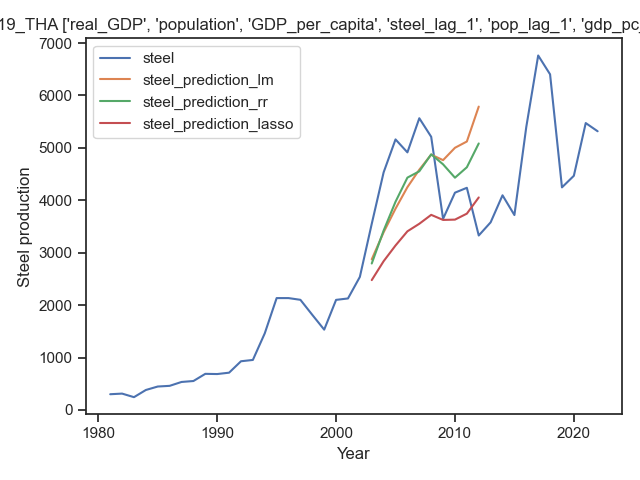 19_THA ['real_GDP', 'population', 'GDP_per_capita', 'steel_lag_1', 'pop_lag_1', 'gdp_pc_
7000
6000
5000
4000
3000
2000
1000
0
steel
steel_prediction_lm
steel_prediction_rr
steel_prediction_lasso
Steel production
1980
1990
2000
2010
2020
Year